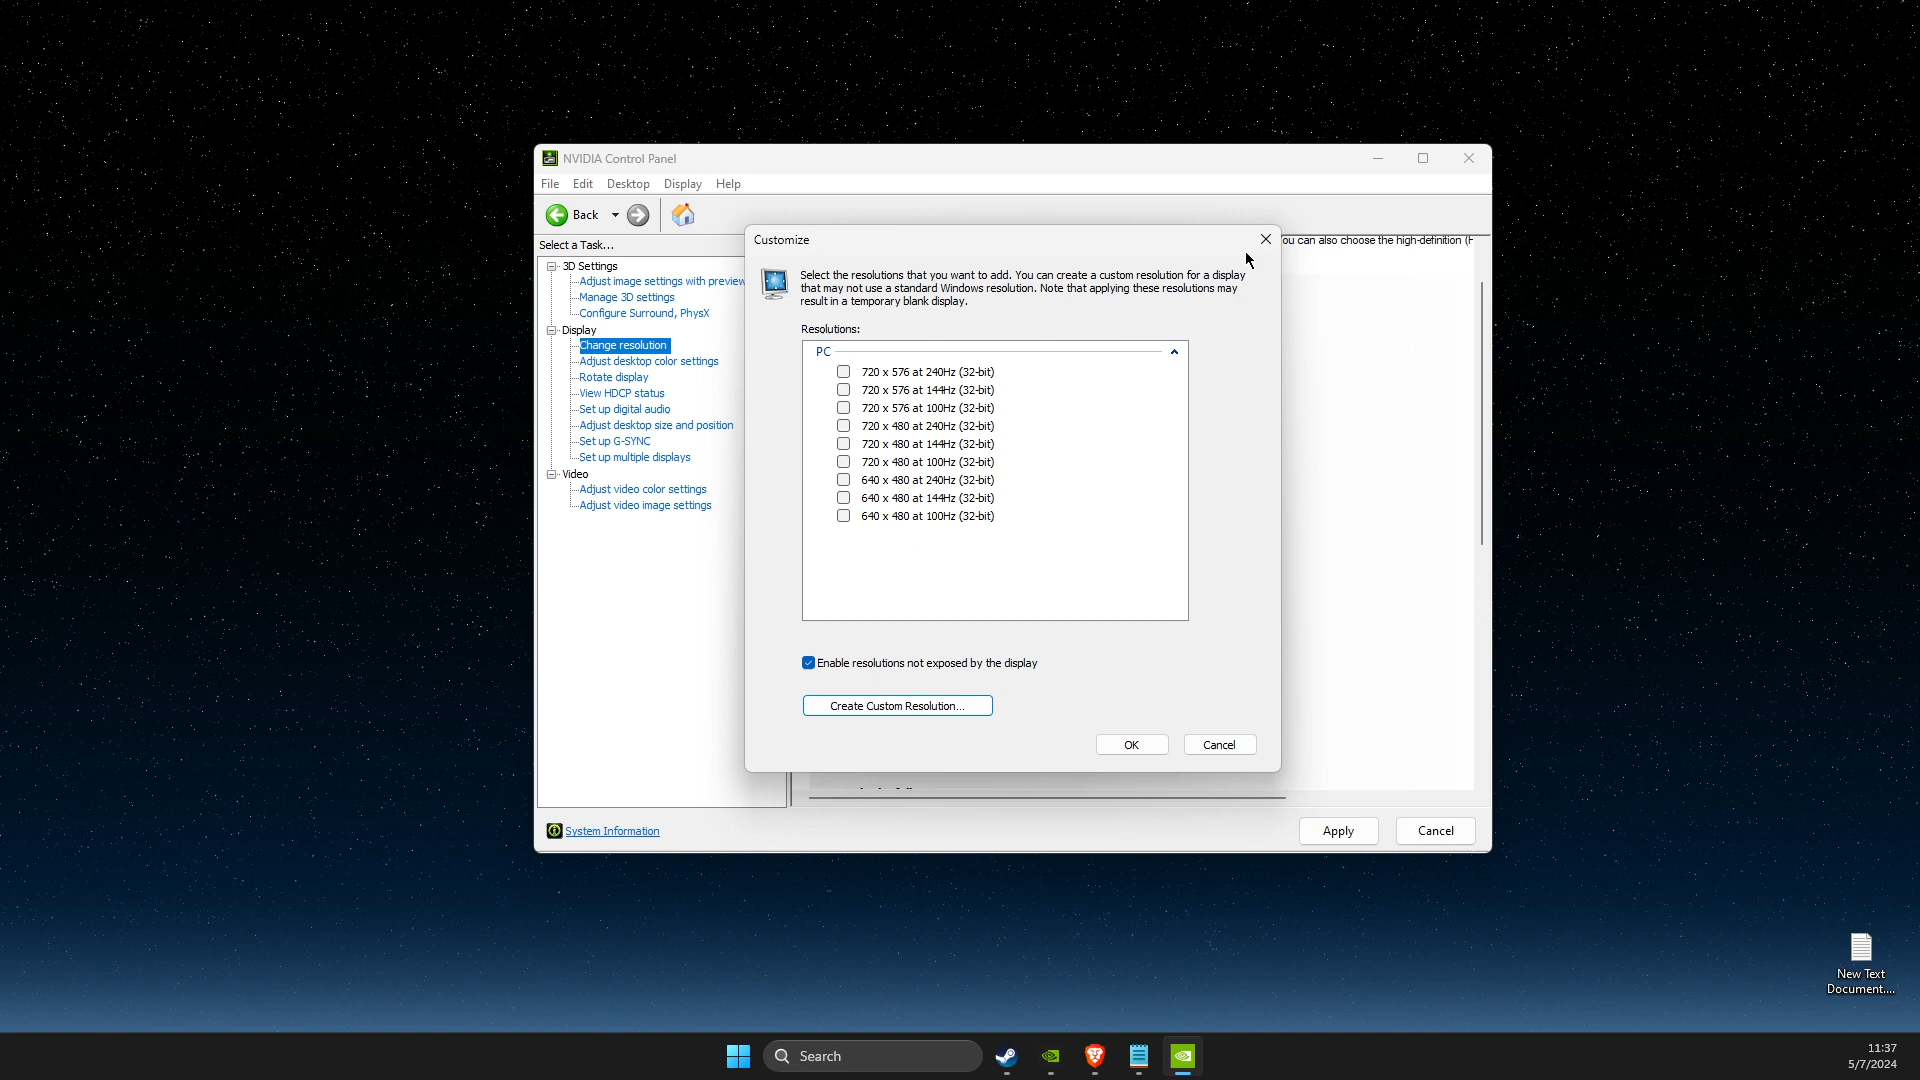 NVIDIA Control Panel
File Edit Desktop Display Help
Back
Select a Task...
3D Settings
Adjust image settings with preview
Manage 3D settings
Configure Surround, PhysX
Display
Change resolution
Adjust desktop color settings
Rotate display
View HDCP status
Set up digital audio
Adjust desktop size and position
Set up G-SYNC
Set up multiple displays
Video
Adjust video color settings
Adjust video image settings
ou can also choose the high-definition (H
Customize
Select the resolutions that you want to add. You can create a custom resolution for a display
that may not use a standard Windows resolution. Note that applying these resolutions may
result in a temporary blank display.
Resolutions:
PC
720 x 576 at 240Hz (32-bit)
720 x 576 at 144Hz (32-bit)
720 x 576 at 100Hz (32-bit)
720 x 480 at 240Hz (32-bit)
720 x 480 at 144Hz (32-bit)
720 x 480 at 100Hz (32-bit)
640 x 480 at 240Hz (32-bit)
640 x 480 at 144Hz (32-bit)
640 x 480 at 100Hz (32-bit)
Enable resolutions not exposed by the display
Create Custom Resolution...
OK Cancel
System Information
Apply Cancel
New Text
Document....
Search
11:37
5/7/2024